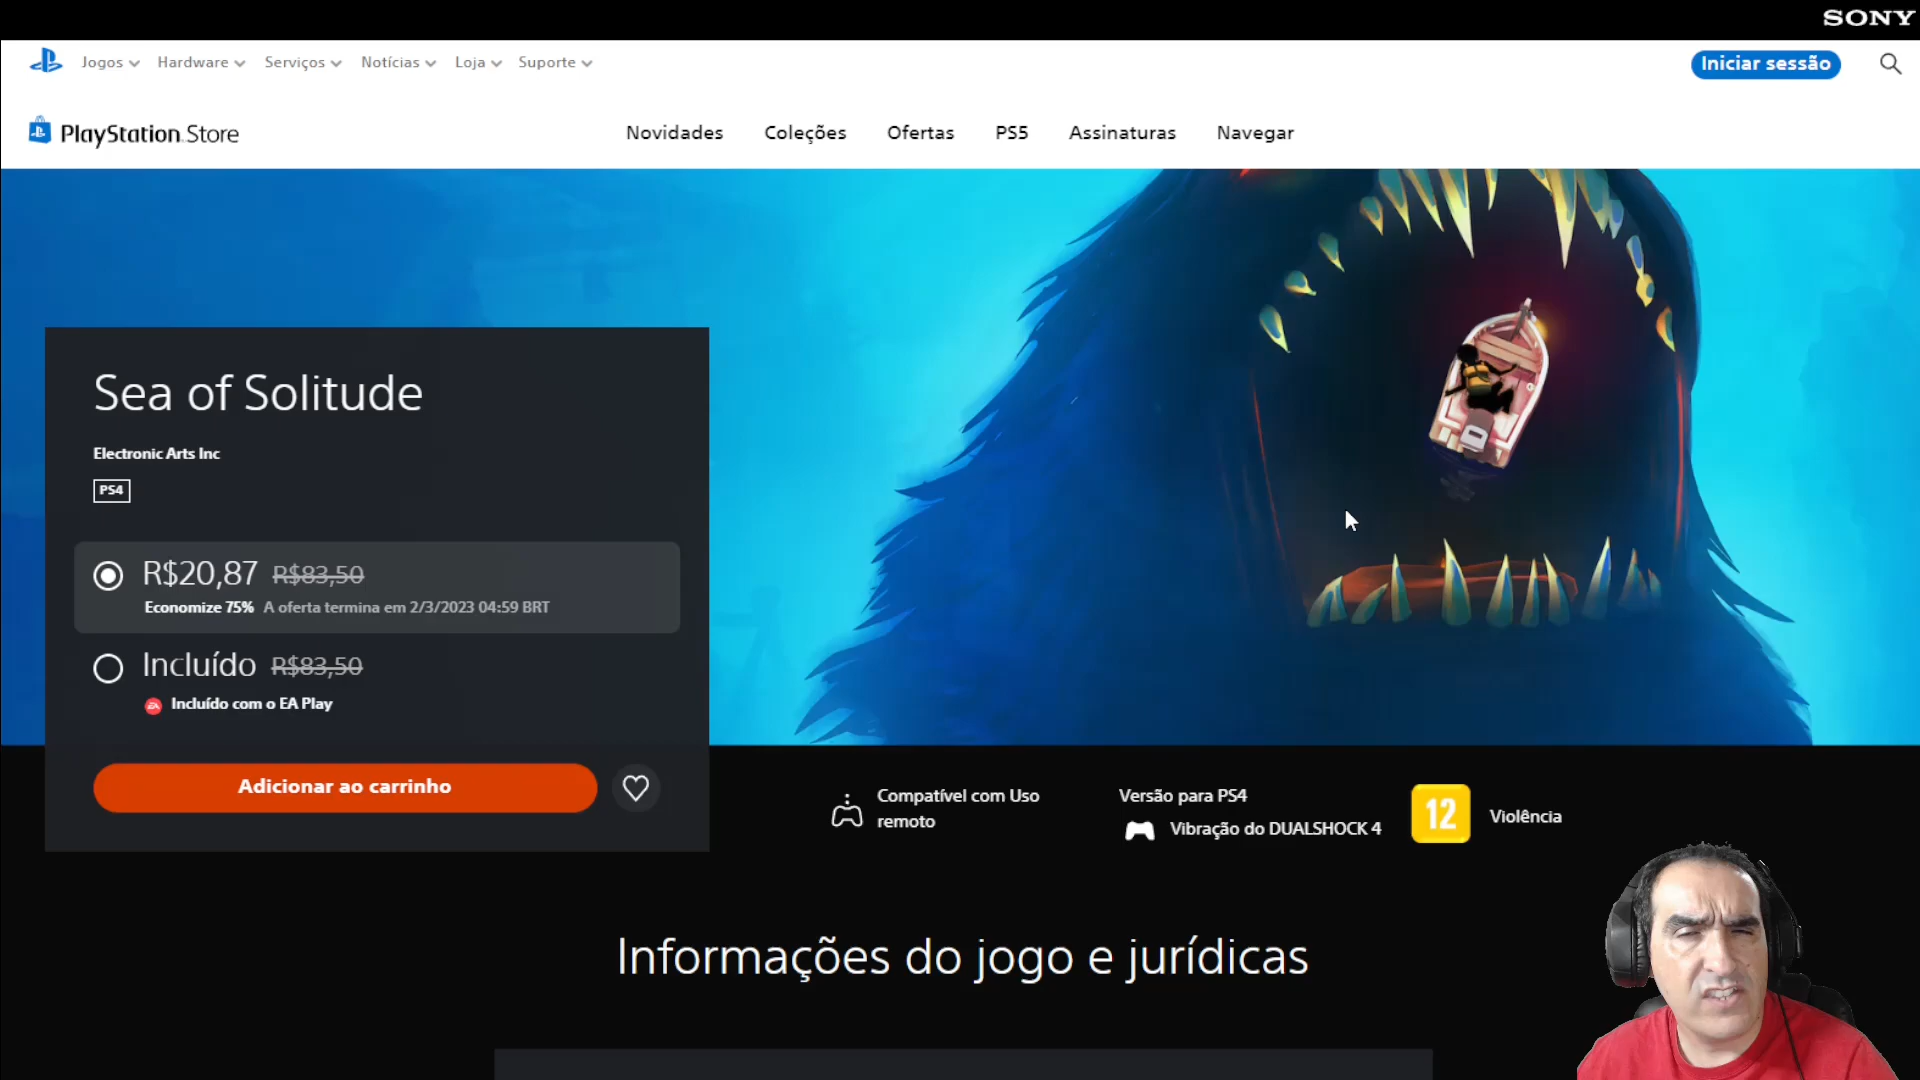 SONY
Jogos Hardware Serviços Notícias Loja Suporte
Iniciar sessão
PlayStation Store
Novidades Coleções Ofertas PS5 Assinaturas Navegar
Sea of Solitude
Electronic Arts Inc
PS4
R$20,87 R$83,50
Economize 75% A oferta termina em 2/3/2023 04:59 BRT
Incluído R$83,50
EA Incluído com o EA Play
Adicionar ao carrinho
Compatível com Uso
remoto
Versão para PS4
Vibração do DUALSHOCK 4
12
Violência
Informações do jogo e jurídicas